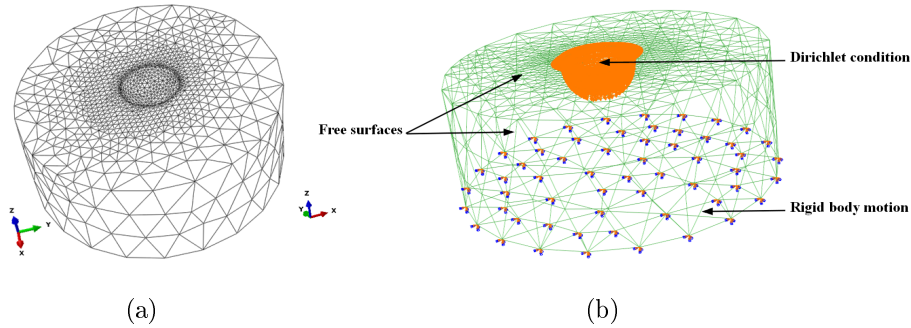 Dirichlet condition
Free surfaces
Rigid body motion
Z
Y
X
Z
Y
X
(a)
(b)